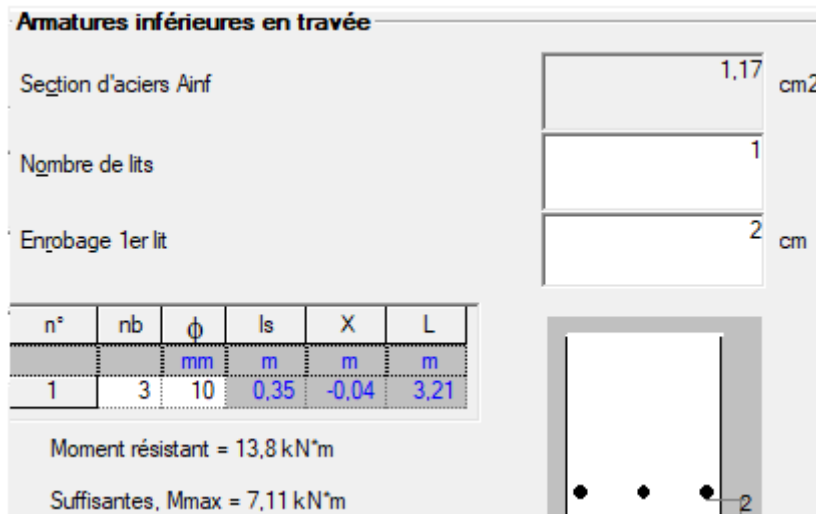 Armatures inférieures en travée
Section d'aciers Ainf 1,17 cm2
Nombre de lits 1
Enrobage 1er lit 2 cm
n° nb ϕ ls X L
mm m m m
1 3 10 0,35 -0,04 3,21
Moment résistant = 13,8 kN*m
Suffisantes, Mmax = 7,11 kN*m
2